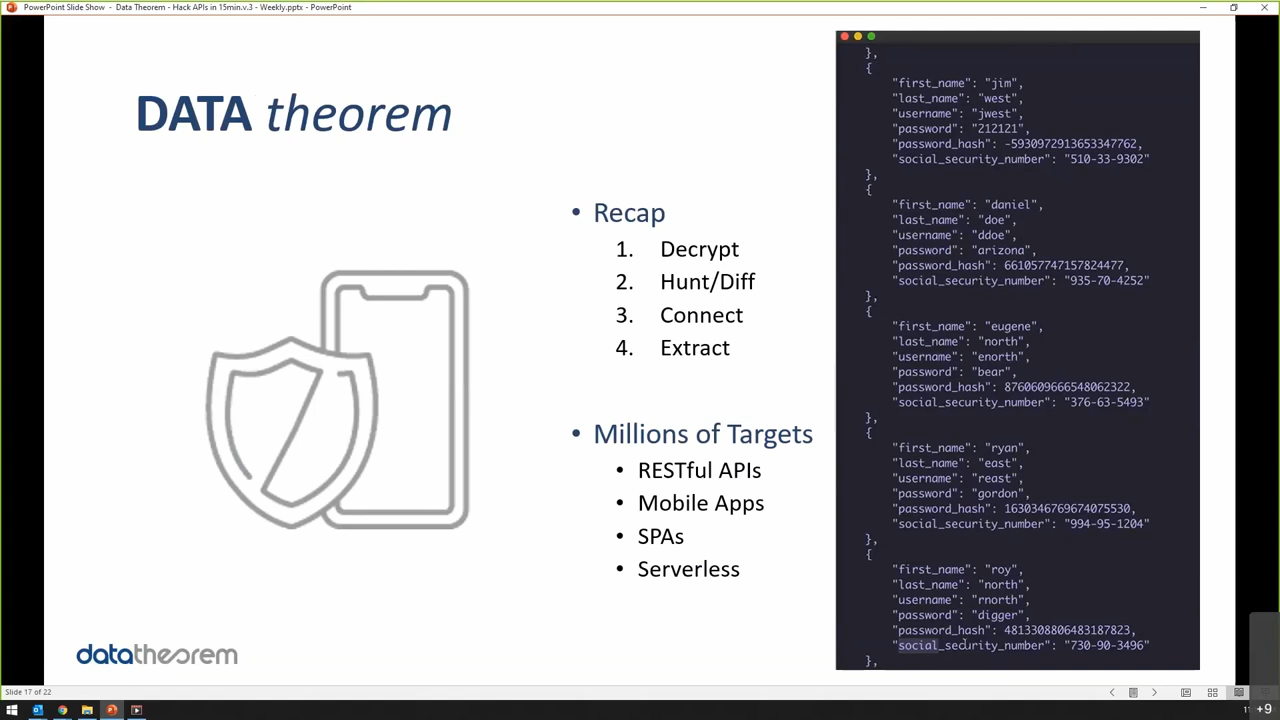 PowerPoint Slide Show - Data Theorem - Hack APIs in 15min.v.3 - Weekly.pptx - PowerPoint
DATA theorem
• Recap
1. Decrypt
2. Hunt/Diff
3. Connect
4. Extract
• Millions of Targets
• RESTful APIs
• Mobile Apps
• SPAs
• Serverless
},
{
"first_name": "jim",
"last_name": "west",
"username": "jwest",
"password": "212121",
"password_hash": -5930972913653347762,
"social_security_number": "510-33-9302"
},
{
"first_name": "daniel",
"last_name": "doe",
"username": "ddoe",
"password": "arizona",
"password_hash": 661057747157824477,
"social_security_number": "935-70-4252"
},
{
"first_name": "eugene",
"last_name": "north",
"username": "enorth",
"password": "bear",
"password_hash": 8760609666548062322,
"social_security_number": "376-63-5493"
},
{
"first_name": "ryan",
"last_name": "east",
"username": "reast",
"password": "gordon",
"password_hash": 1630346769674075530,
"social_security_number": "994-95-1204"
},
{
"first_name": "roy",
"last_name": "north",
"username": "rnorth",
"password": "digger",
"password_hash": 4813308806483187823,
"social_security_number": "730-90-3496"
},
datatheorem
Slide 17 of 22
+9